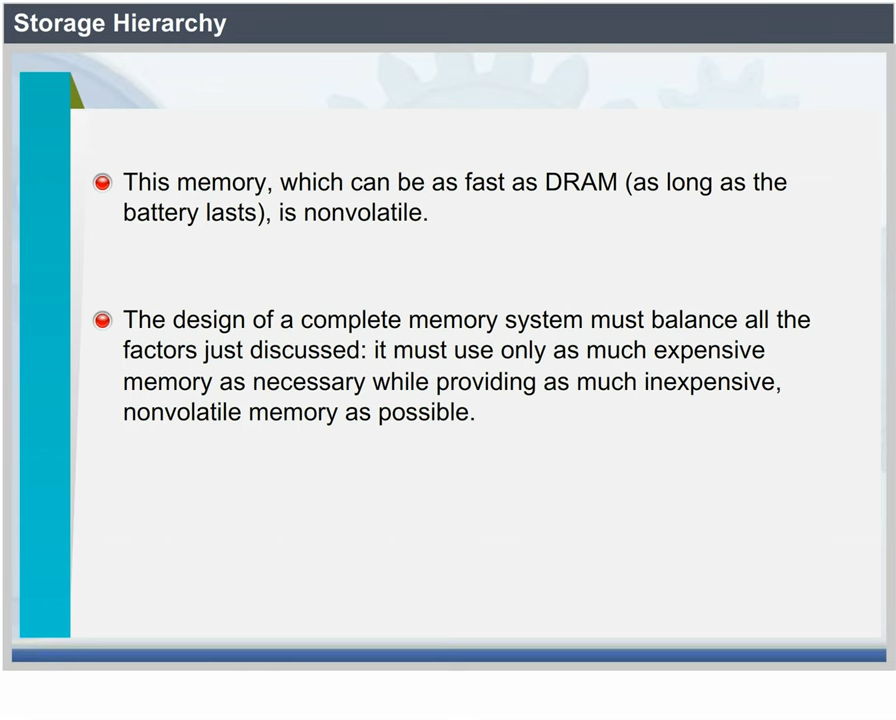 Storage Hierarchy
This memory, which can be as fast as DRAM (as long as the
battery lasts), is nonvolatile.
The design of a complete memory system must balance all the
factors just discussed: it must use only as much expensive
memory as necessary while providing as much inexpensive,
nonvolatile memory as possible.